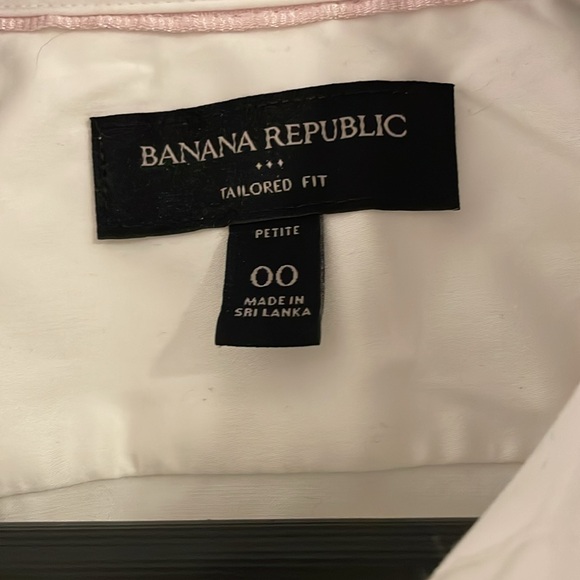 BANANA REPUBLIC
TAILORED FIT
PETITE
00
MADE IN
SRI LANKA